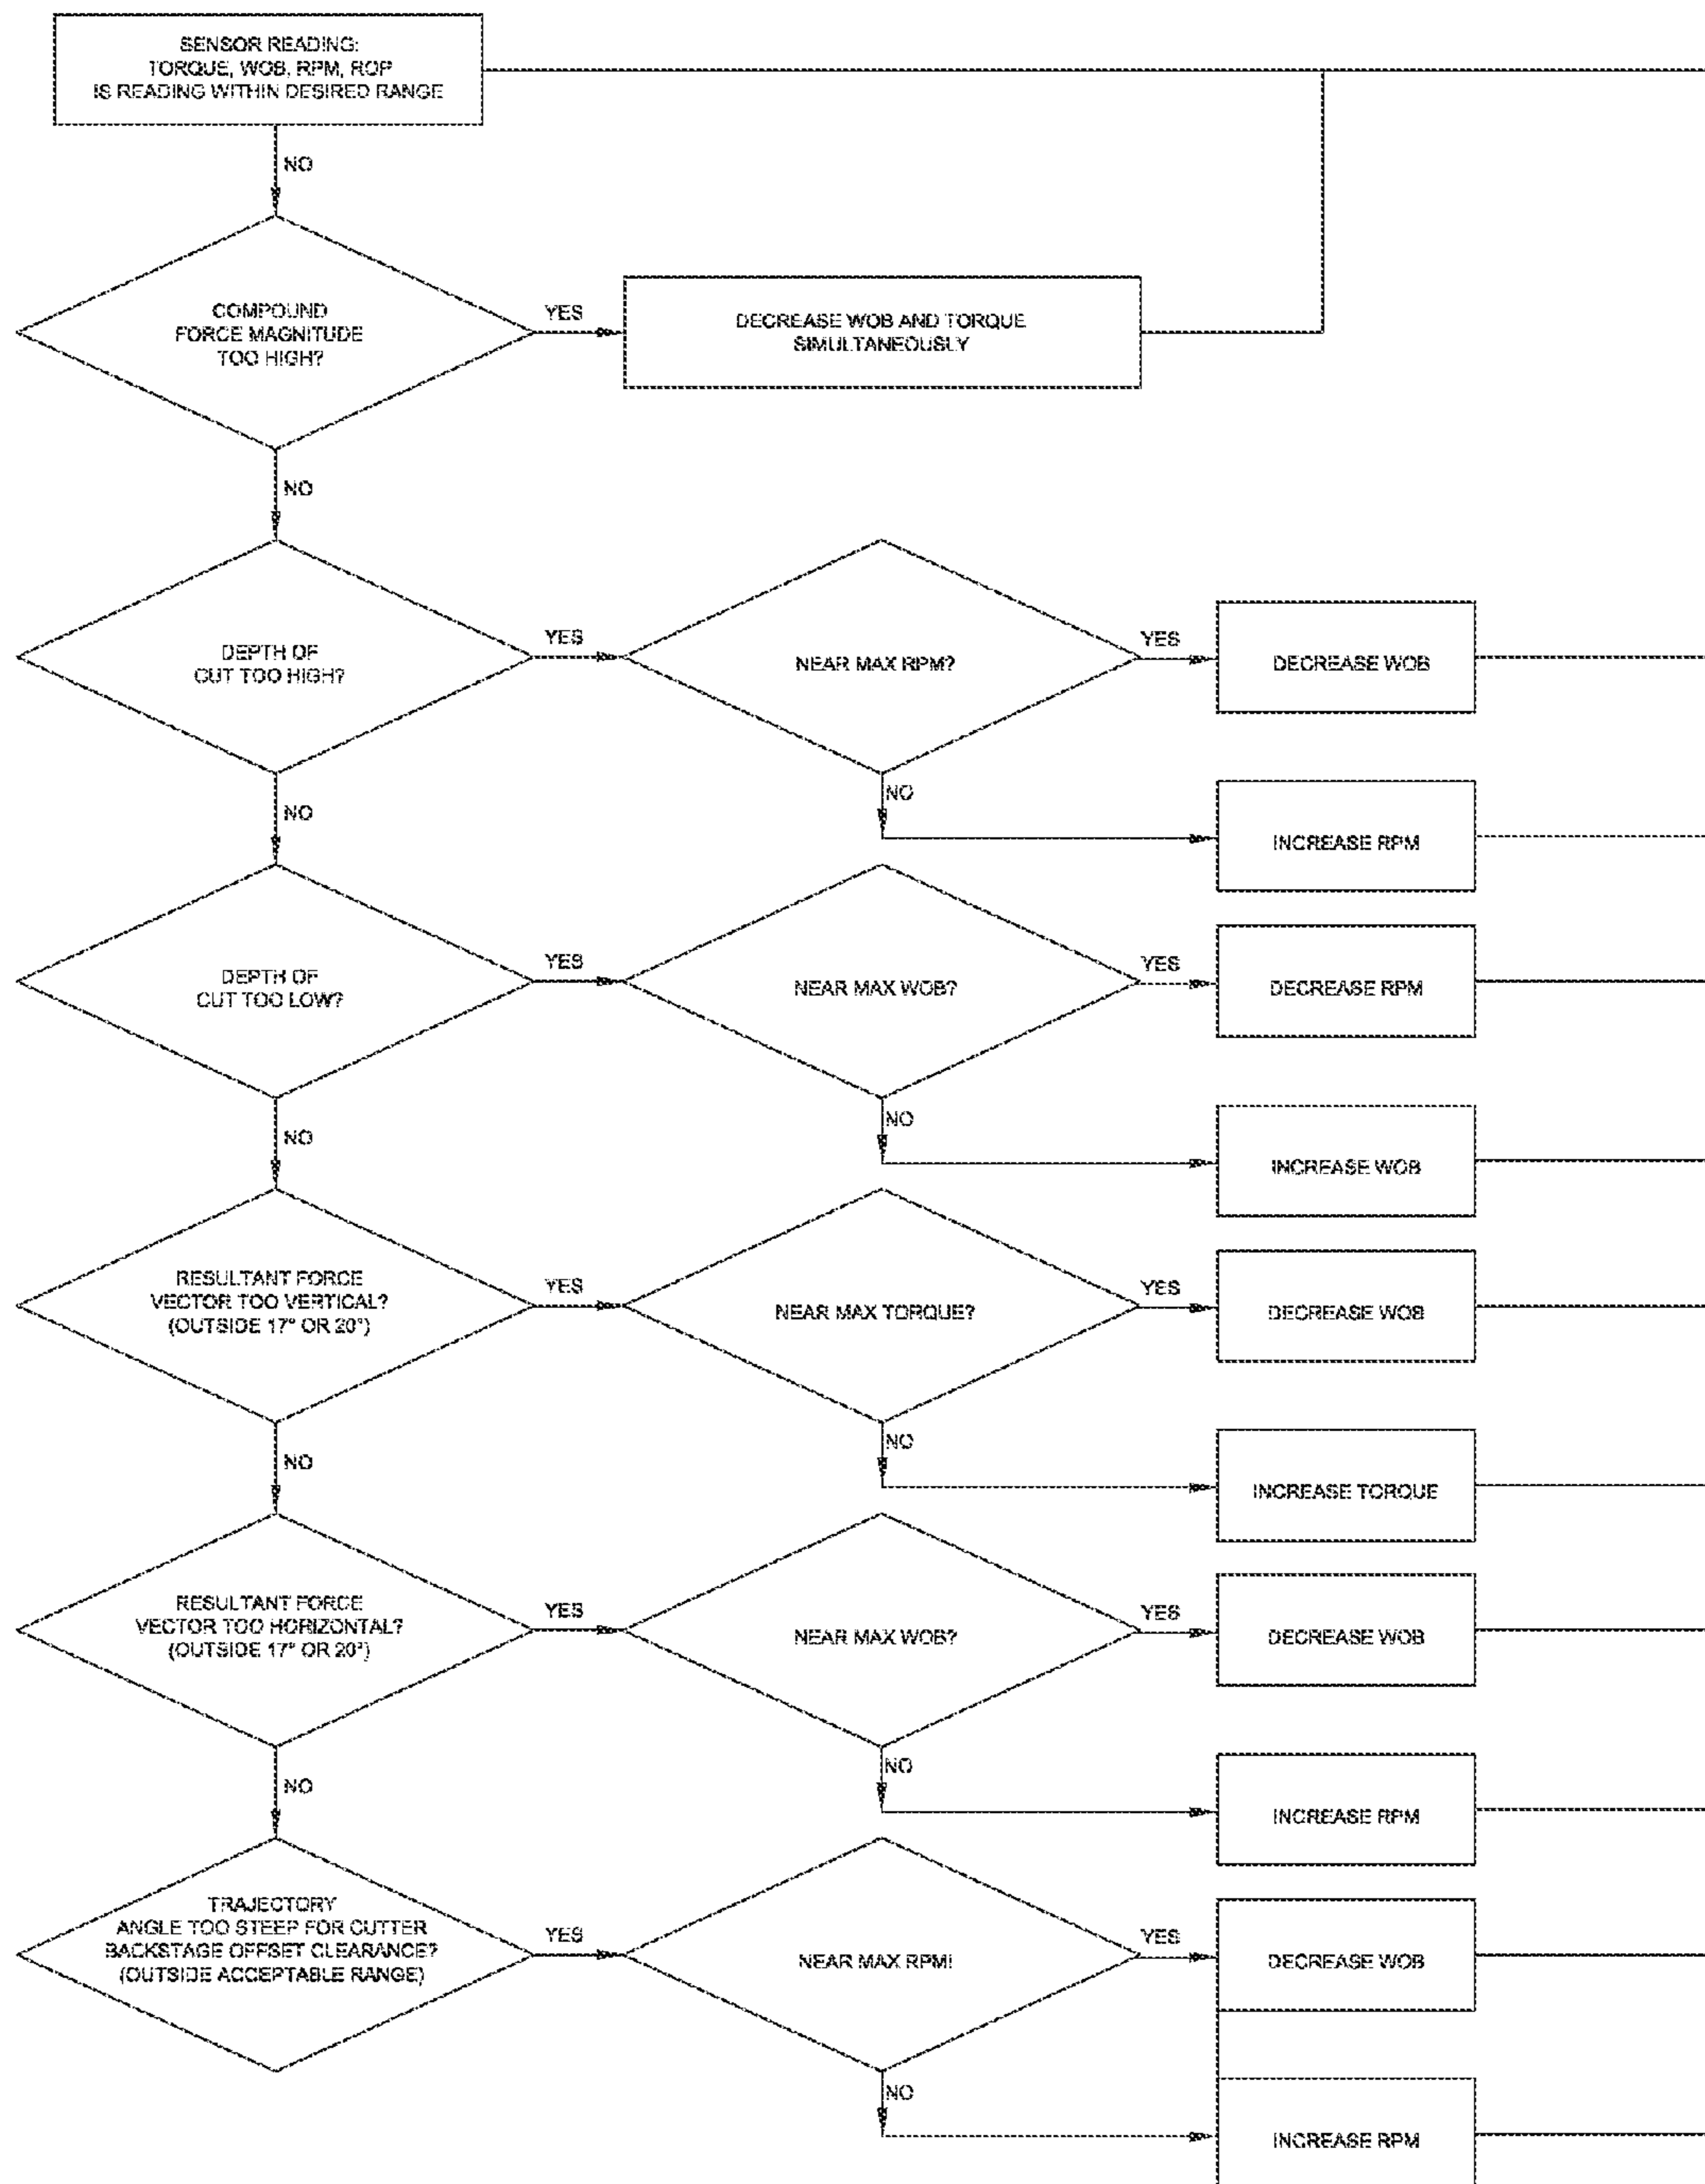 SENSOR READING:
TORQUE, WOB, RPM, ROP
IS READING WITHIN DESIRED RANGE
NO
COMPOUND
FORCE MAGNITUDE
TOO HIGH?
YES
DECREASE WOB AND TORQUE
SIMULTANEOUSLY
NO
DEPTH OF
CUT TOO HIGH?
YES
NEAR MAX RPM?
YES
DECREASE WOB
NO
INCREASE RPM
NO
DEPTH OF
CUT TOO LOW?
YES
NEAR MAX WOB?
YES
DECREASE RPM
NO
INCREASE WOB
NO
RESULTANT FORCE
VECTOR TOO VERTICAL?
(OUTSIDE 17° OR 20°)
YES
NEAR MAX TORQUE?
YES
DECREASE WOB
NO
INCREASE TORQUE
NO
RESULTANT FORCE
VECTOR TOO HORIZONTAL?
(OUTSIDE 17° OR 20°)
YES
NEAR MAX WOB?
YES
DECREASE WOB
NO
INCREASE RPM
NO
TRAJECTORY
ANGLE TOO STEEP FOR CUTTER
BACKSTAGE OFFSET CLEARANCE?
(OUTSIDE ACCEPTABLE RANGE)
YES
NEAR MAX RPM!
YES
DECREASE WOB
NO
INCREASE RPM